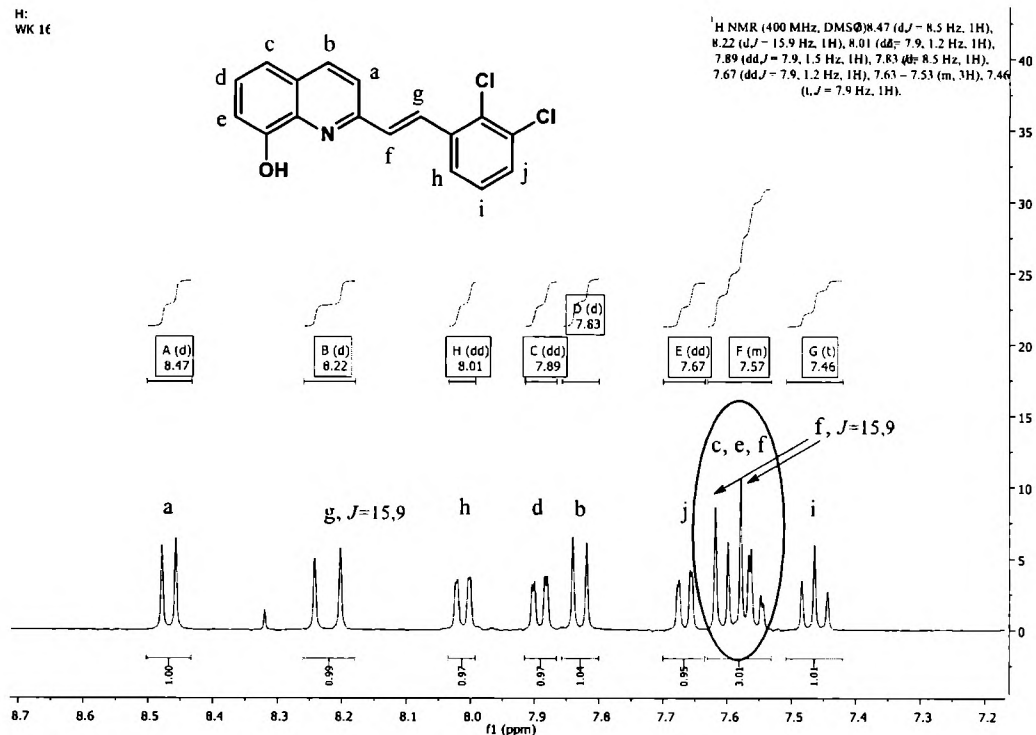 H:
WK 16
¹H NMR (400 MHz, DMSO) 8.47 (d, J = 8.5 Hz, 1H),
8.22 (d, J = 15.9 Hz, 1H), 8.01 (dd, = 7.9, 1.2 Hz, 1H),
7.89 (dd, J = 7.9, 1.5 Hz, 1H), 7.83 (d, = 8.5 Hz, 1H),
7.67 (dd, J = 7.9, 1.2 Hz, 1H), 7.63 – 7.53 (m, 3H), 7.46
(t, J = 7.9 Hz, 1H).
c
b
d
a
g
Cl
Cl
e
N
f
OH
h
j
i
A (d)
8.47
B (d)
8.22
H (dd)
8.01
C (dd)
7.89
D (d)
7.83
E (dd)
7.67
F (m)
7.57
G (t)
7.46
f, J=15,9
c, e, f
a
g, J=15,9
h
d
b
j
i
40
35
30
25
20
15
10
5
0
1.00
0.99
0.97
0.97
1.04
0.95
3.01
1.01
8.7 8.6 8.5 8.4 8.3 8.2 8.1 8.0 7.9 7.8 7.7 7.6 7.5 7.4 7.3 7.2
f1 (ppm)